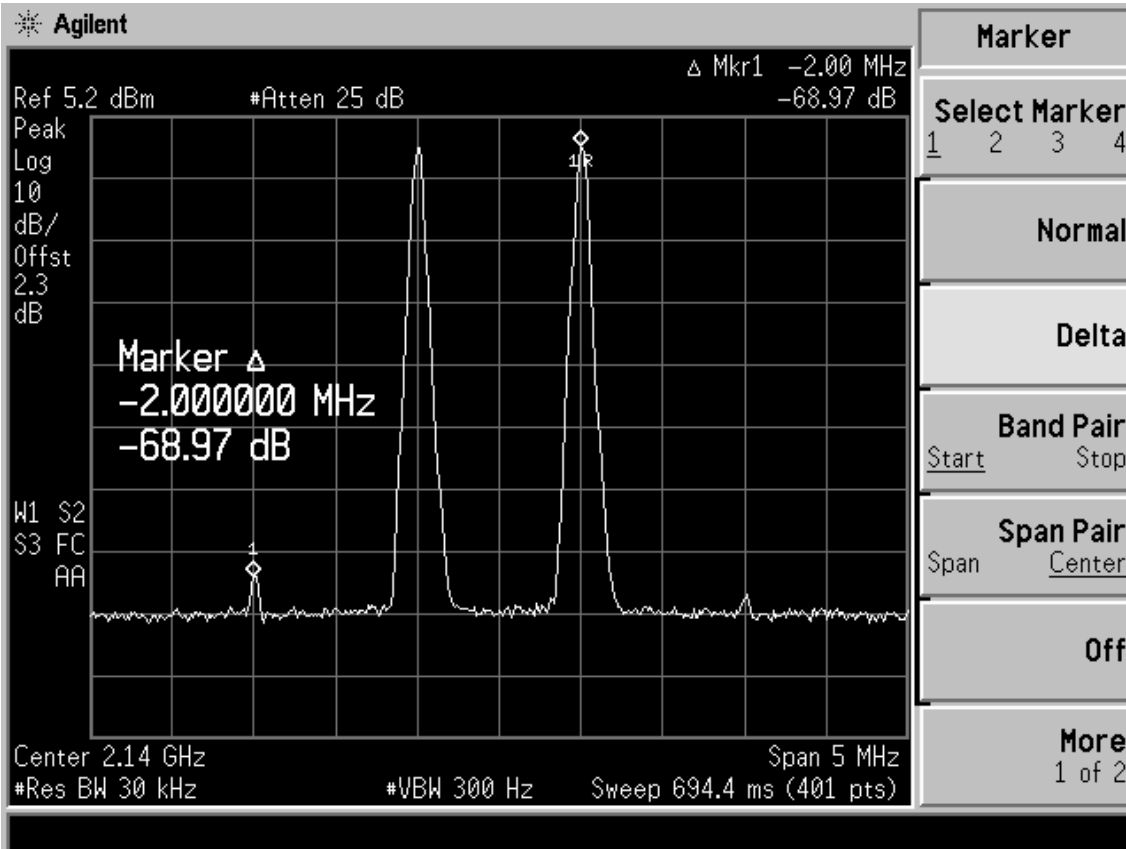 Agilent
Marker
Δ Mkr1 -2.00 MHz
Ref 5.2 dBm #Atten 25 dB -68.97 dB
Peak
Log
10
dB/
Offst
2.3
dB
1R
Marker Δ
-2.000000 MHz
-68.97 dB
W1 S2
S3 FC
AA
1
Center 2.14 GHz Span 5 MHz
#Res BW 30 kHz #VBW 300 Hz Sweep 694.4 ms (401 pts)
Select Marker
1 2 3 4
Normal
Delta
Band Pair
Start Stop
Span Pair
Span Center
Off
More
1 of 2